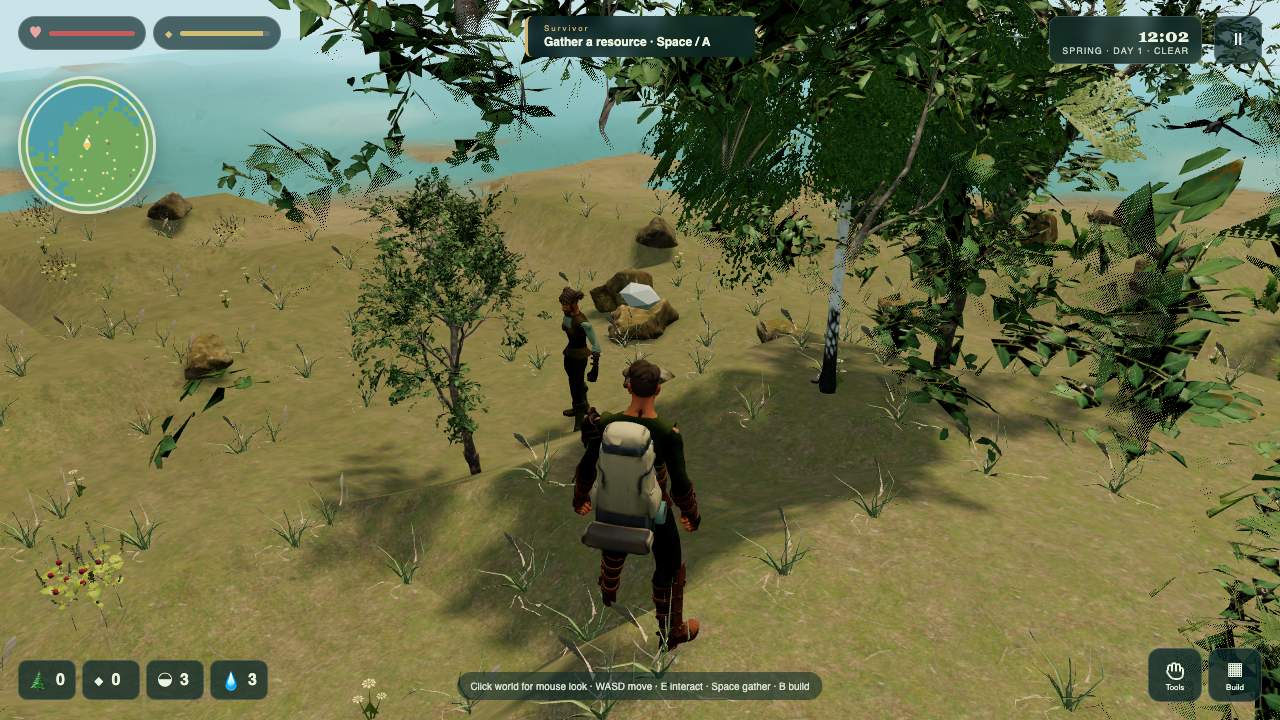 Survivor
Gather a resource · Space / A
12:02
SPRING · DAY 1 · CLEAR
0
0
3
3
Click world for mouse look · WASD move · E interact · Space gather · B build
Tools
Build